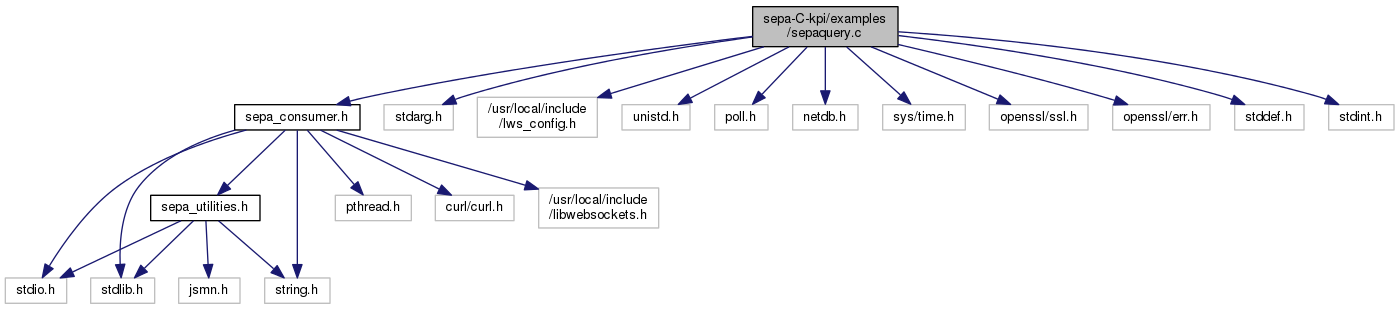 sepa-C-kpi/examples
/sepaquery.c
sepa_consumer.h
stdarg.h
/usr/local/include
/lws_config.h
unistd.h
poll.h
netdb.h
sys/time.h
openssl/ssl.h
openssl/err.h
stddef.h
stdint.h
sepa_utilities.h
pthread.h
curl/curl.h
/usr/local/include
/libwebsockets.h
stdio.h
stdlib.h
jsmn.h
string.h